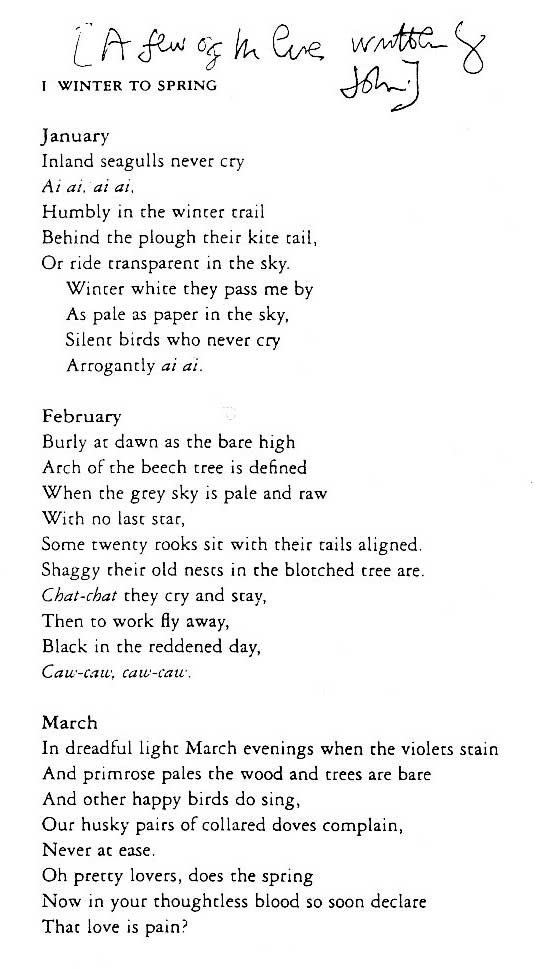 [A few of the lines written by
John]
I WINTER TO SPRING
January
Inland seagulls never cry
Ai ai, ai ai,
Humbly in the winter trail
Behind the plough their kite tail,
Or ride transparent in the sky.
Winter white they pass me by
As pale as paper in the sky,
Silent birds who never cry
Arrogantly ai ai.
February
Burly at dawn as the bare high
Arch of the beech tree is defined
When the grey sky is pale and raw
With no last star,
Some twenty rooks sit with their tails aligned.
Shaggy their old nests in the blotched tree are.
Chat-chat they cry and stay,
Then to work fly away,
Black in the reddened day,
Caw-caw, caw-caw.
March
In dreadful light March evenings when the violets stain
And primrose pales the wood and trees are bare
And other happy birds do sing,
Our husky pairs of collared doves complain,
Never at ease.
Oh pretty lovers, does the spring
Now in your thoughtless blood so soon declare
That love is pain?